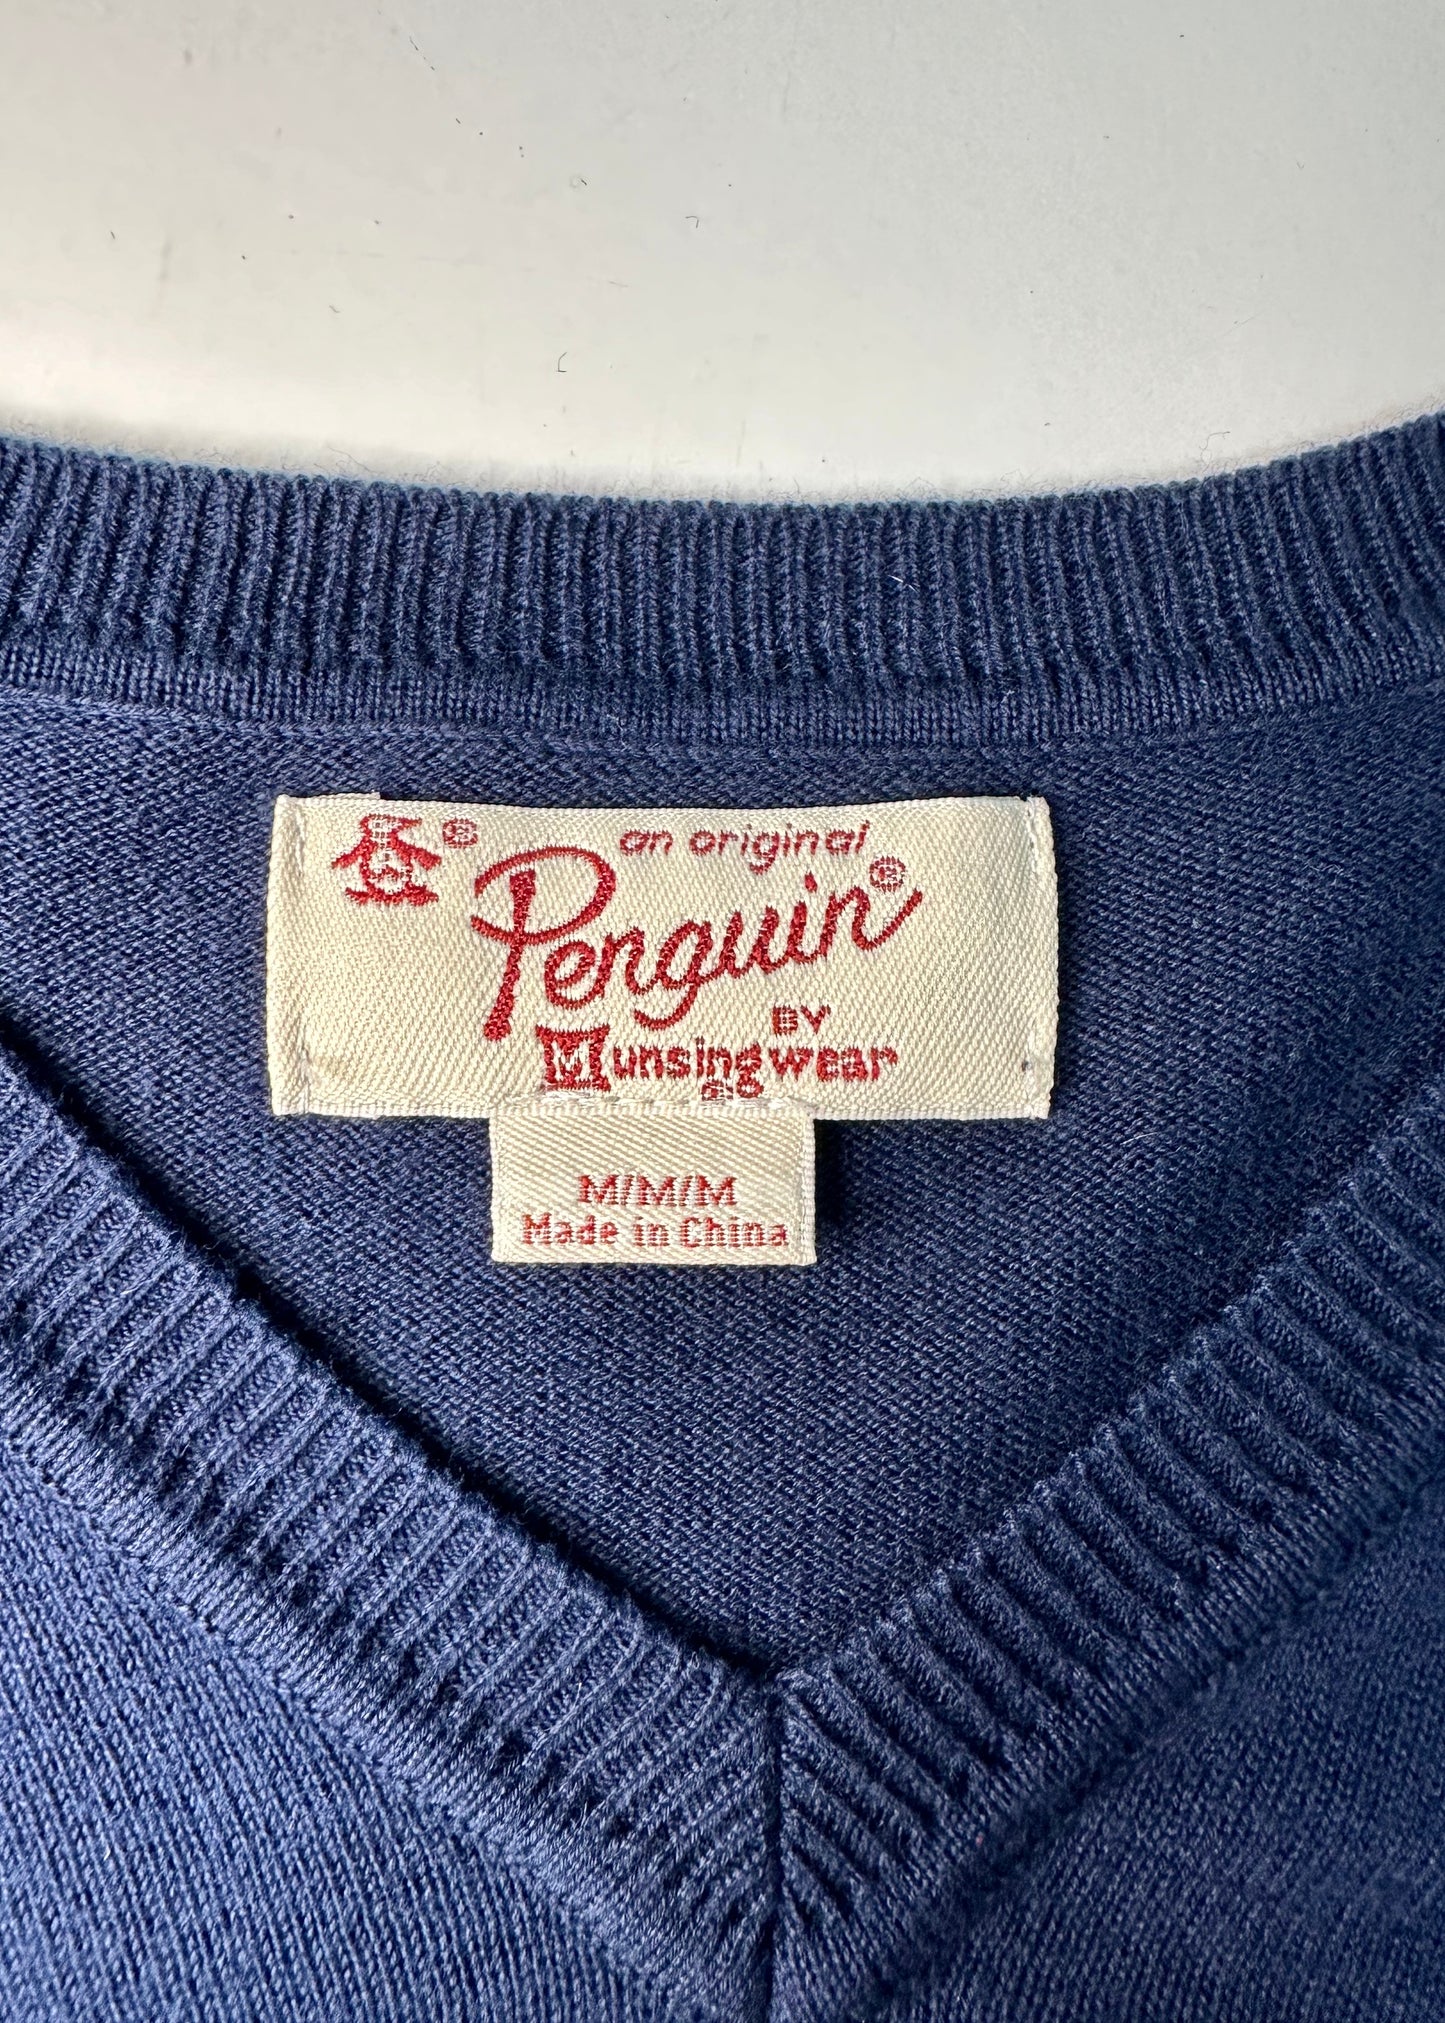 an original
Penguin®
BY
Munsingwear
M/M/M
Made in China